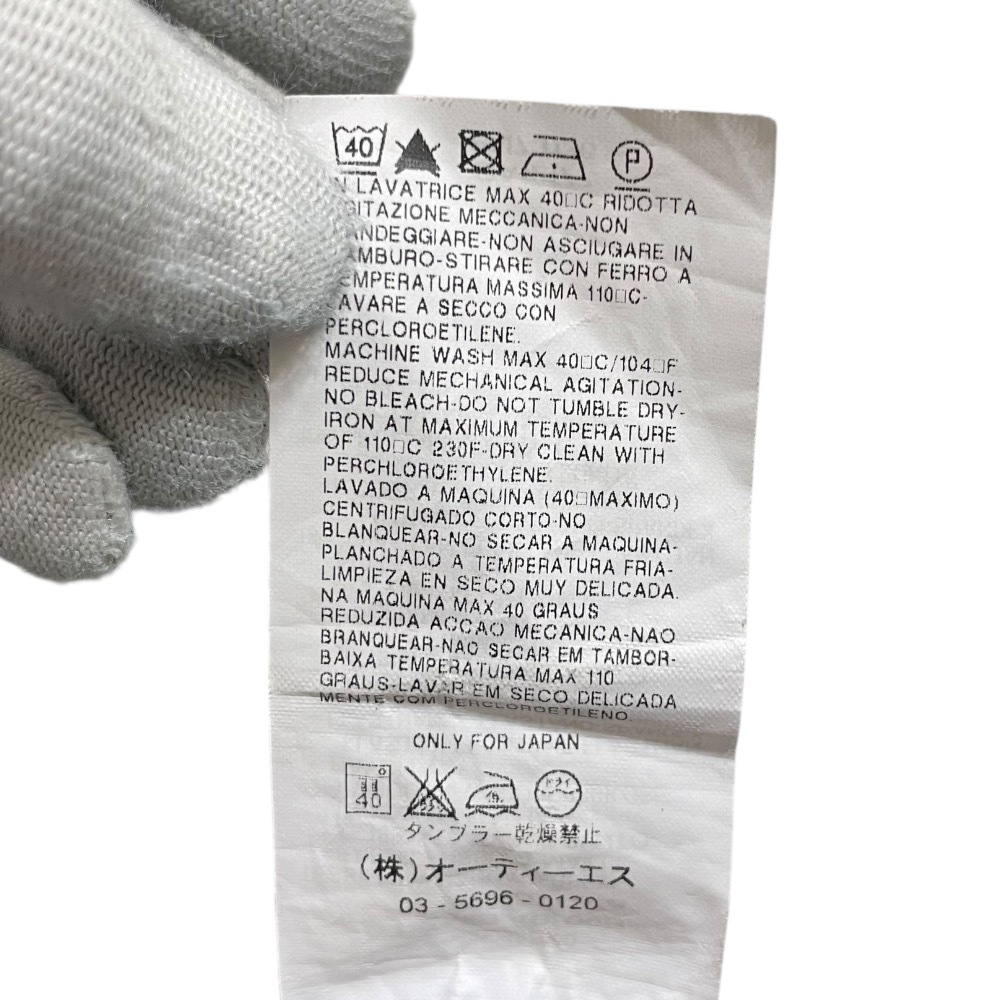 40 P
LAVATRICE MAX 40□C RIDOTTA
GITAZIONE MECCANICA-NON
ANDEGGIARE-NON ASCIUGARE IN
AMBURO-STIRARE CON FERRO A
EMPERATURA MASSIMA 110□C-
LAVARE A SECCO CON
PERCLOROETILENE.
MACHINE WASH MAX 40□C/104□F
REDUCE MECHANICAL AGITATION-
NO BLEACH-DO NOT TUMBLE DRY-
IRON AT MAXIMUM TEMPERATURE
OF 110□C 230F-DRY CLEAN WITH
PERCHLOROETHYLENE.
LAVADO A MAQUINA (40□MAXIMO)
CENTRIFUGADO CORTO-NO
BLANQUEAR-NO SECAR A MAQUINA-
PLANCHADO A TEMPERATURA FRIA-
LIMPIEZA EN SECO MUY DELICADA.
NA MAQUINA MAX 40 GRAUS
REDUZIDA ACCAO MECANICA-NAO
BRANQUEAR-NAO SECAR EM TAMBOR-
BAIXA TEMPERATURA MAX 110
GRAUS-LAVAR EM SECO DELICADA
MENTE COM PERCLOROETILENO.
ONLY FOR JAPAN
40 低 ドライ
タンブラー乾燥禁止
(株)オーティーエス
03 - 5696 - 0120